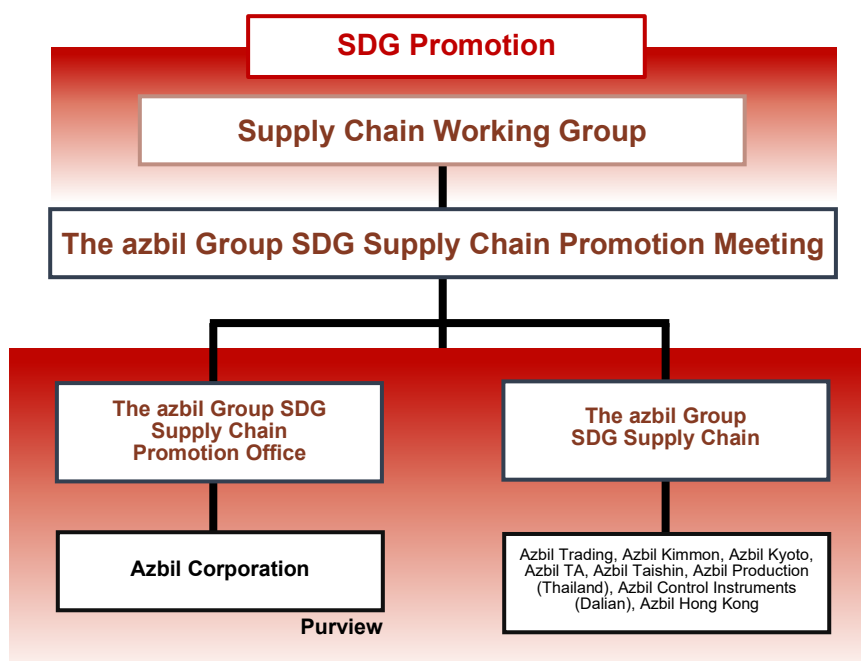 SDG Promotion
Supply Chain Working Group
The azbil Group SDG Supply Chain Promotion Meeting
The azbil Group SDG
Supply Chain
Promotion Office
The azbil Group
SDG Supply Chain
Azbil Corporation
Purview
Azbil Trading, Azbil Kimmon, Azbil Kyoto,
Azbil TA, Azbil Taishin, Azbil Production
(Thailand), Azbil Control Instruments
(Dalian), Azbil Hong Kong